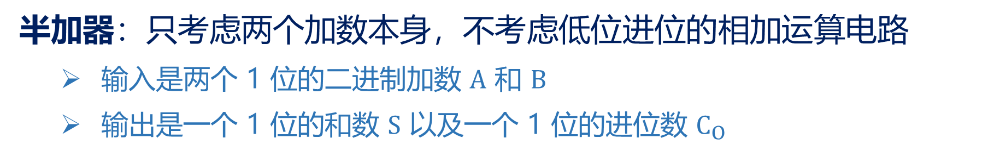 半加器：只考虑两个加数本身，不考虑低位进位的相加运算电路
➢ 输入是两个 1 位的二进制加数 A 和 B
➢ 输出是一个 1 位的和数 S 以及一个 1 位的进位数 C_O